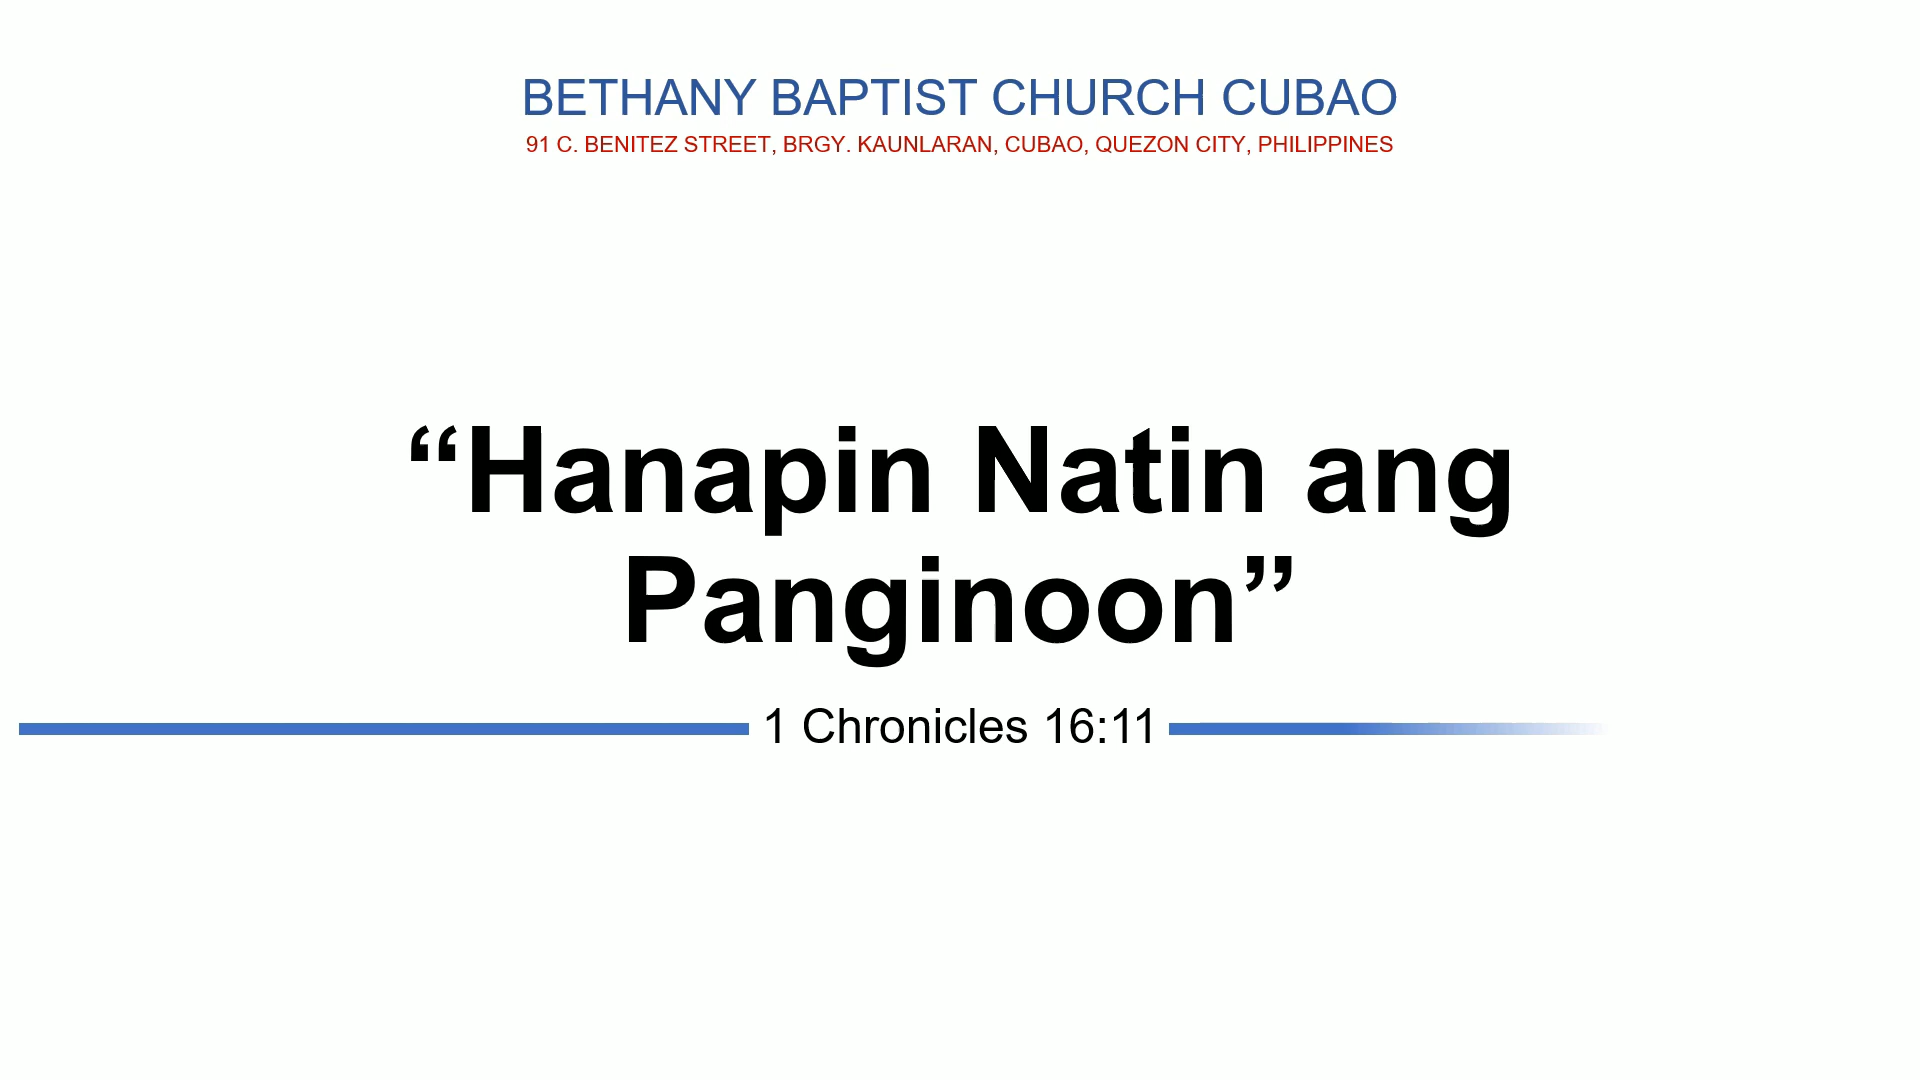 BETHANY BAPTIST CHURCH CUBAO
91 C. BENITEZ STREET, BRGY. KAUNLARAN, CUBAO, QUEZON CITY, PHILIPPINES
“Hanapin Natin ang
Panginoon”
1 Chronicles 16:11